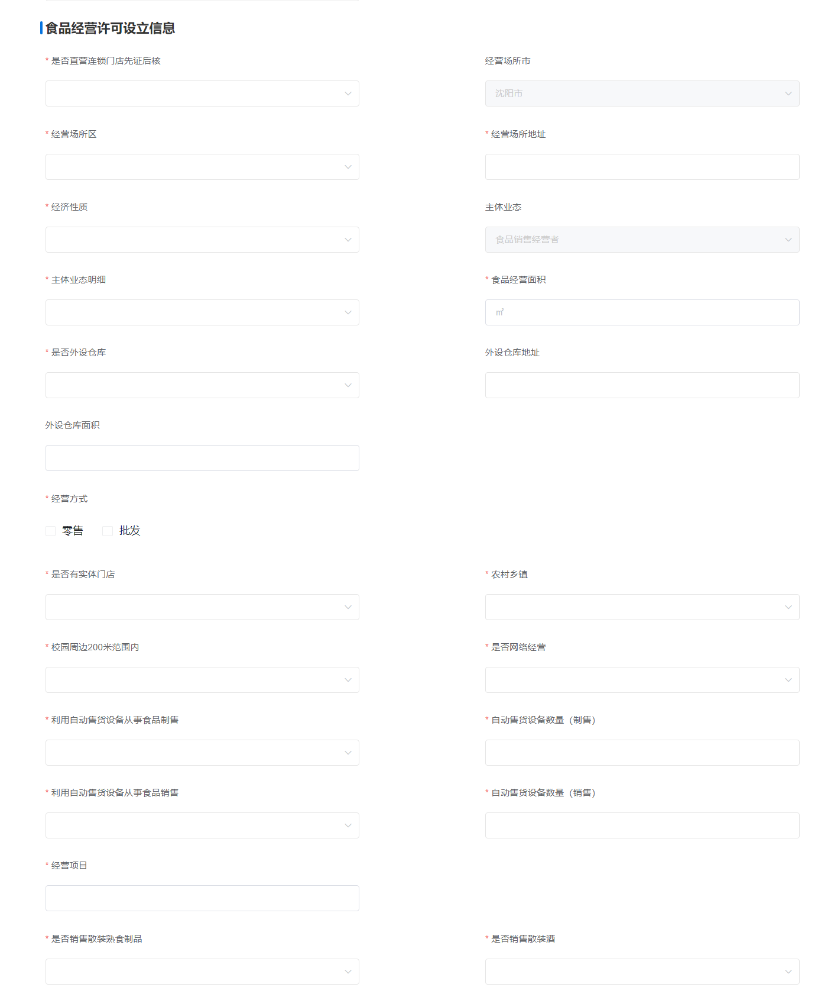 食品经营许可设立信息
* 是否直营连锁门店先证后核
经营场所市
沈阳市
* 经营场所区
* 经营场所地址
* 经济性质
主体业态
食品销售经营者
* 主体业态明细
* 食品经营面积
㎡
* 是否外设仓库
外设仓库地址
外设仓库面积
* 经营方式
零售
批发
* 是否有实体门店
* 农村乡镇
* 校园周边200米范围内
* 是否网络经营
* 利用自动售货设备从事食品制售
* 自动售货设备数量（制售）
* 利用自动售货设备从事食品销售
* 自动售货设备数量（销售）
* 经营项目
* 是否销售散装熟食制品
* 是否销售散装酒